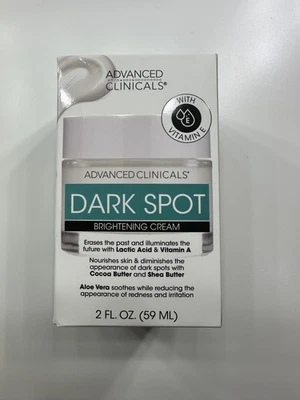 ADVANCED
CLINICALS®
WITH
VITAMIN E
E
ADVANCED CLINICALS®
DARK SPOT
BRIGHTENING CREAM
Erases the past and illuminates the
future with Lactic Acid & Vitamin A
Nourishes skin & diminishes the
appearance of dark spots with
Cocoa Butter and Shea Butter
Aloe Vera soothes while reducing the
appearance of redness and irritation
2 FL. OZ. (59 ML)